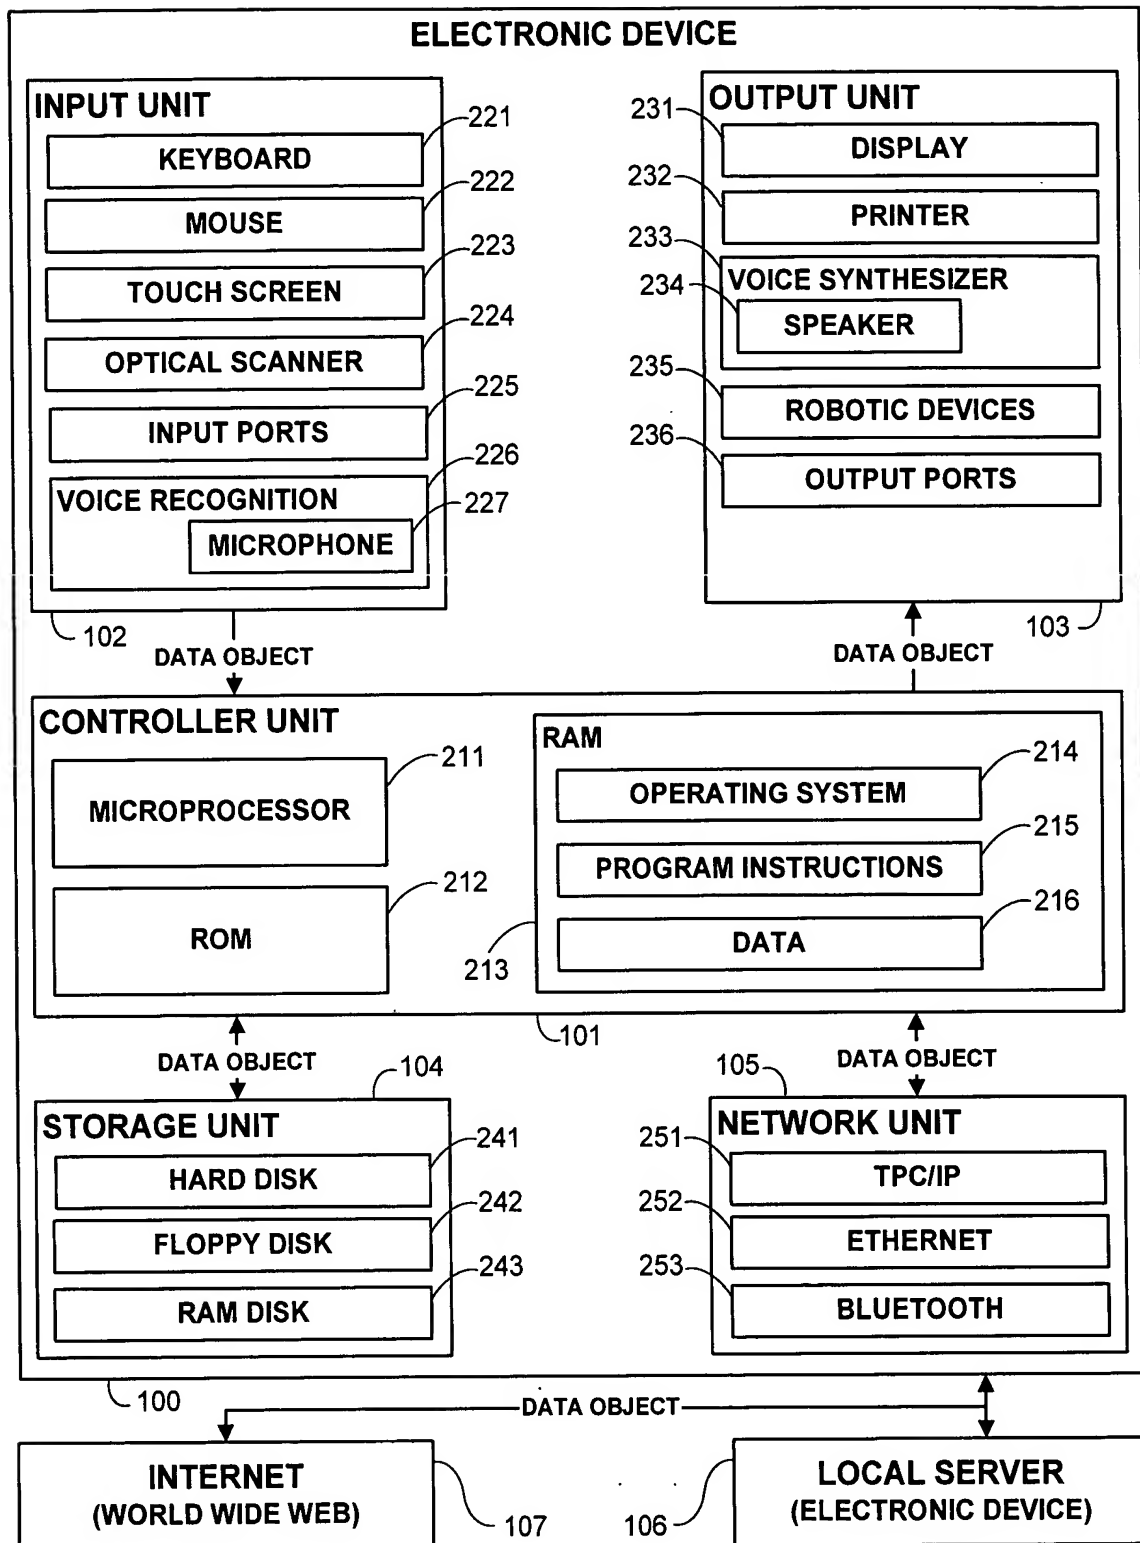 ELECTRONIC DEVICE
INPUT UNIT
KEYBOARD
221
MOUSE
222
TOUCH SCREEN
223
OPTICAL SCANNER
224
INPUT PORTS
225
VOICE RECOGNITION
226
MICROPHONE
227
102
OUTPUT UNIT
231
DISPLAY
232
PRINTER
233
VOICE SYNTHESIZER
234
SPEAKER
235
ROBOTIC DEVICES
236
OUTPUT PORTS
103
DATA OBJECT
DATA OBJECT
CONTROLLER UNIT
211
MICROPROCESSOR
212
ROM
RAM
214
OPERATING SYSTEM
215
PROGRAM INSTRUCTIONS
216
DATA
213
101
DATA OBJECT
DATA OBJECT
104
STORAGE UNIT
241
HARD DISK
242
FLOPPY DISK
243
RAM DISK
105
NETWORK UNIT
251
TPC/IP
252
ETHERNET
253
BLUETOOTH
100
DATA OBJECT
INTERNET
(WORLD WIDE WEB)
107
106
LOCAL SERVER
(ELECTRONIC DEVICE)